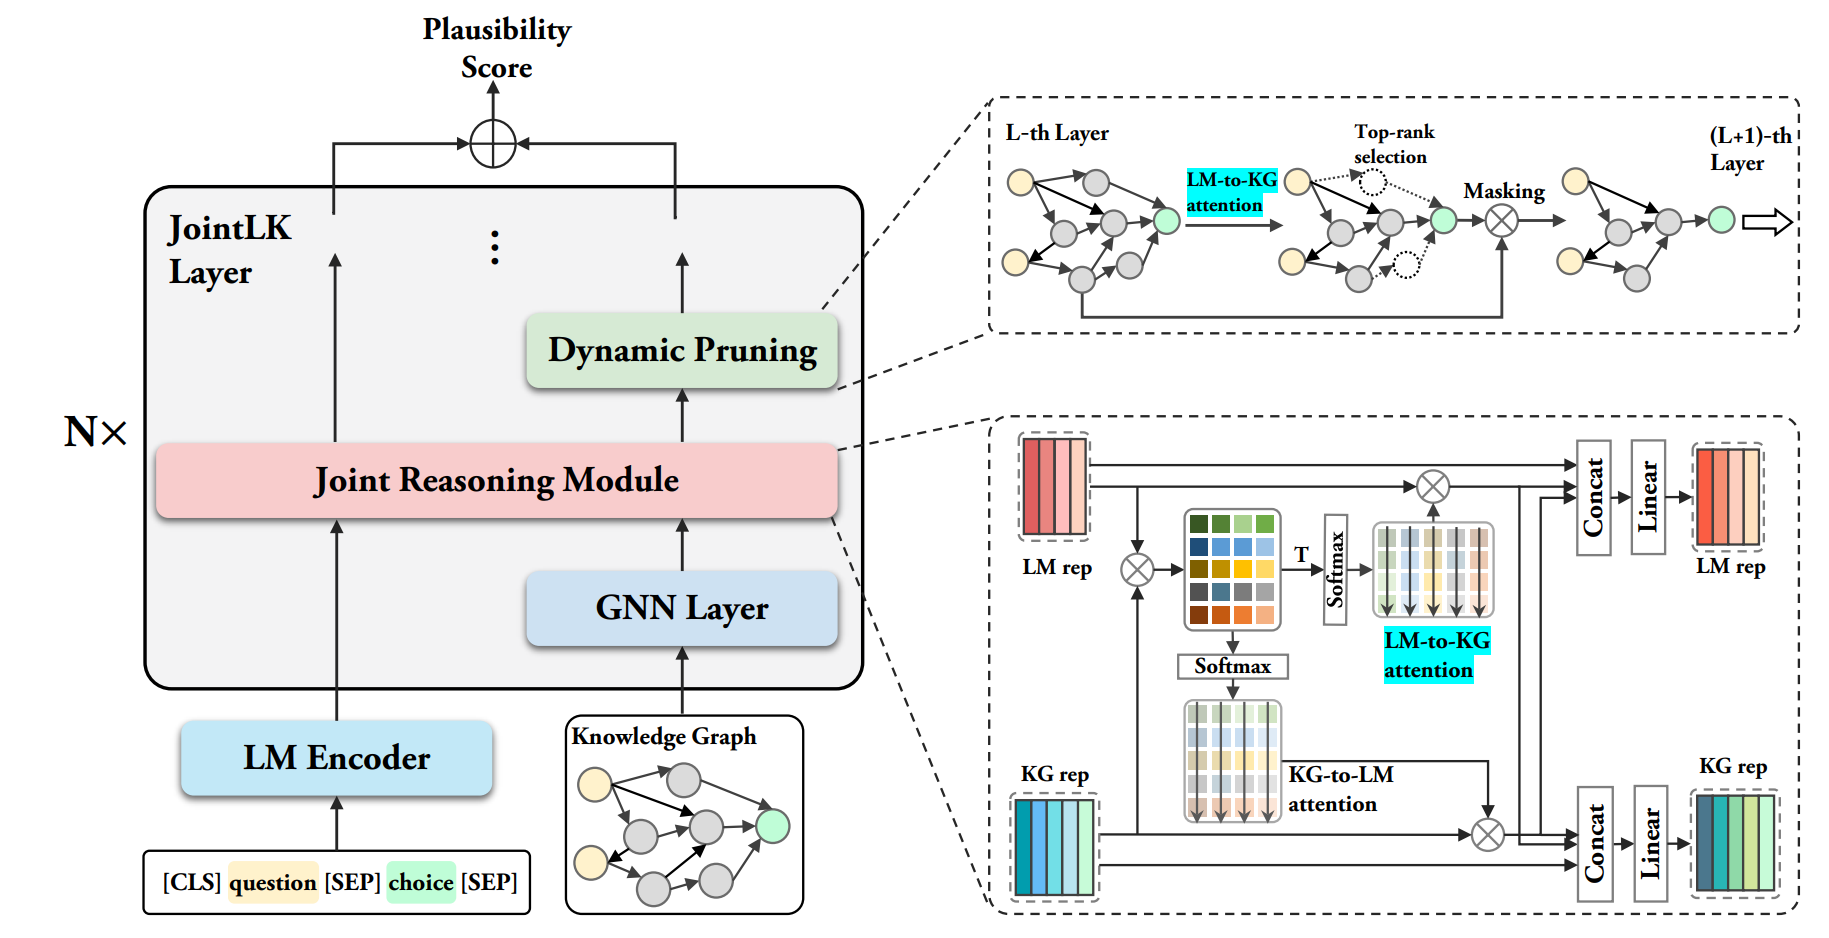 Plausibility
Score
JointLK
Layer
⋮
N×
Dynamic Pruning
Joint Reasoning Module
GNN Layer
LM Encoder
[CLS] question [SEP] choice [SEP]
Knowledge Graph
L-th Layer
LM-to-KG
attention
Top-rank
selection
Masking
(L+1)-th
Layer
LM rep
T
Softmax
LM-to-KG
attention
Concat
Linear
LM rep
Softmax
KG rep
KG-to-LM
attention
Concat
Linear
KG rep